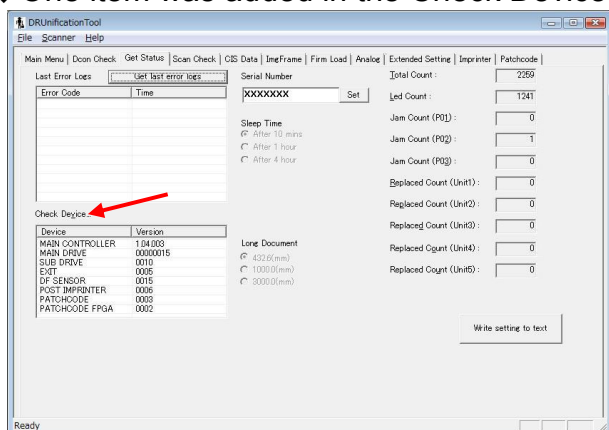 One item was added in the Check Device
DRUnificationTool
File Scanner Help
Main Menu Dcon Check Get Status Scan Check CIS Data ImgFrame Firm Load Analog Extended Setting Imprinter Patchcode
Last Error Logs Get last error logs
Error Code Time
Check Device..
Device Version
MAIN CONTROLLER 1.04.003
MAIN DRIVE 00000015
SUB DRIVE 0010
EXIT 0005
DF SENSOR 0015
POST IMPRINTER 0006
PATCHCODE 0003
PATCHCODE FPGA 0002
Serial Number
XXXXXXX Set
Sleep Time
After 10 mins
After 1 hour
After 4 hour
Long Document
432.6(mm)
1000.0(mm)
3000.0(mm)
Total Count : 2259
Led Count : 1241
Jam Count (P01) : 0
Jam Count (P02) : 1
Jam Count (P03) : 0
Replaced Count (Unit1) : 0
Replaced Count (Unit2) : 0
Replaced Count (Unit3) : 0
Replaced Count (Unit4) : 0
Replaced Count (Unit5) : 0
Write setting to text
Ready